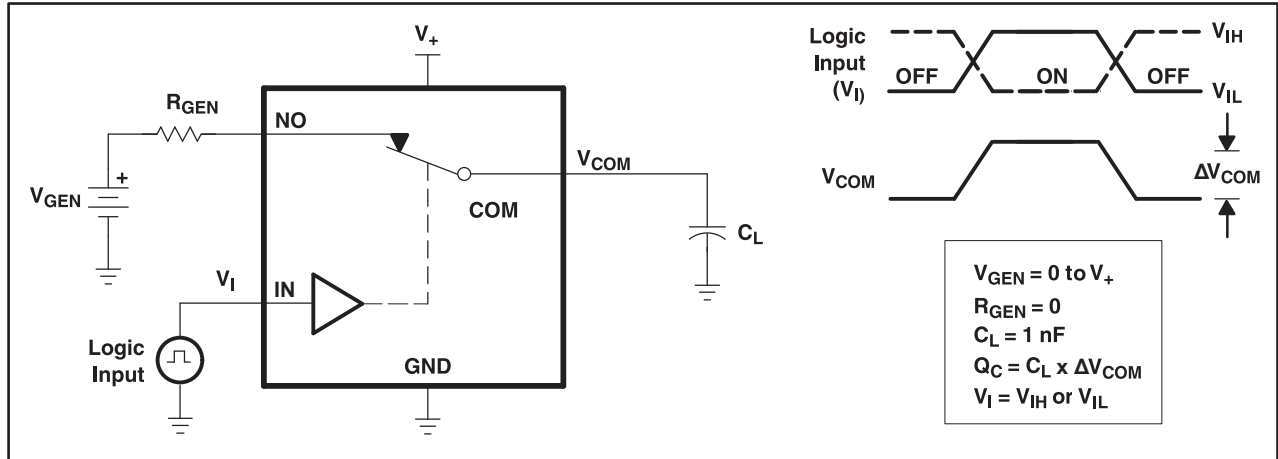 V+
RGEN
NO
VCOM
COM
VGEN
+
CL
VI
IN
Logic
Input
GND
Logic
Input
(VI)
OFF
ON
OFF
VIH
VIL
VCOM
ΔVCOM
VGEN = 0 to V+
RGEN = 0
CL = 1 nF
QC = CL x ΔVCOM
VI = VIH or VIL